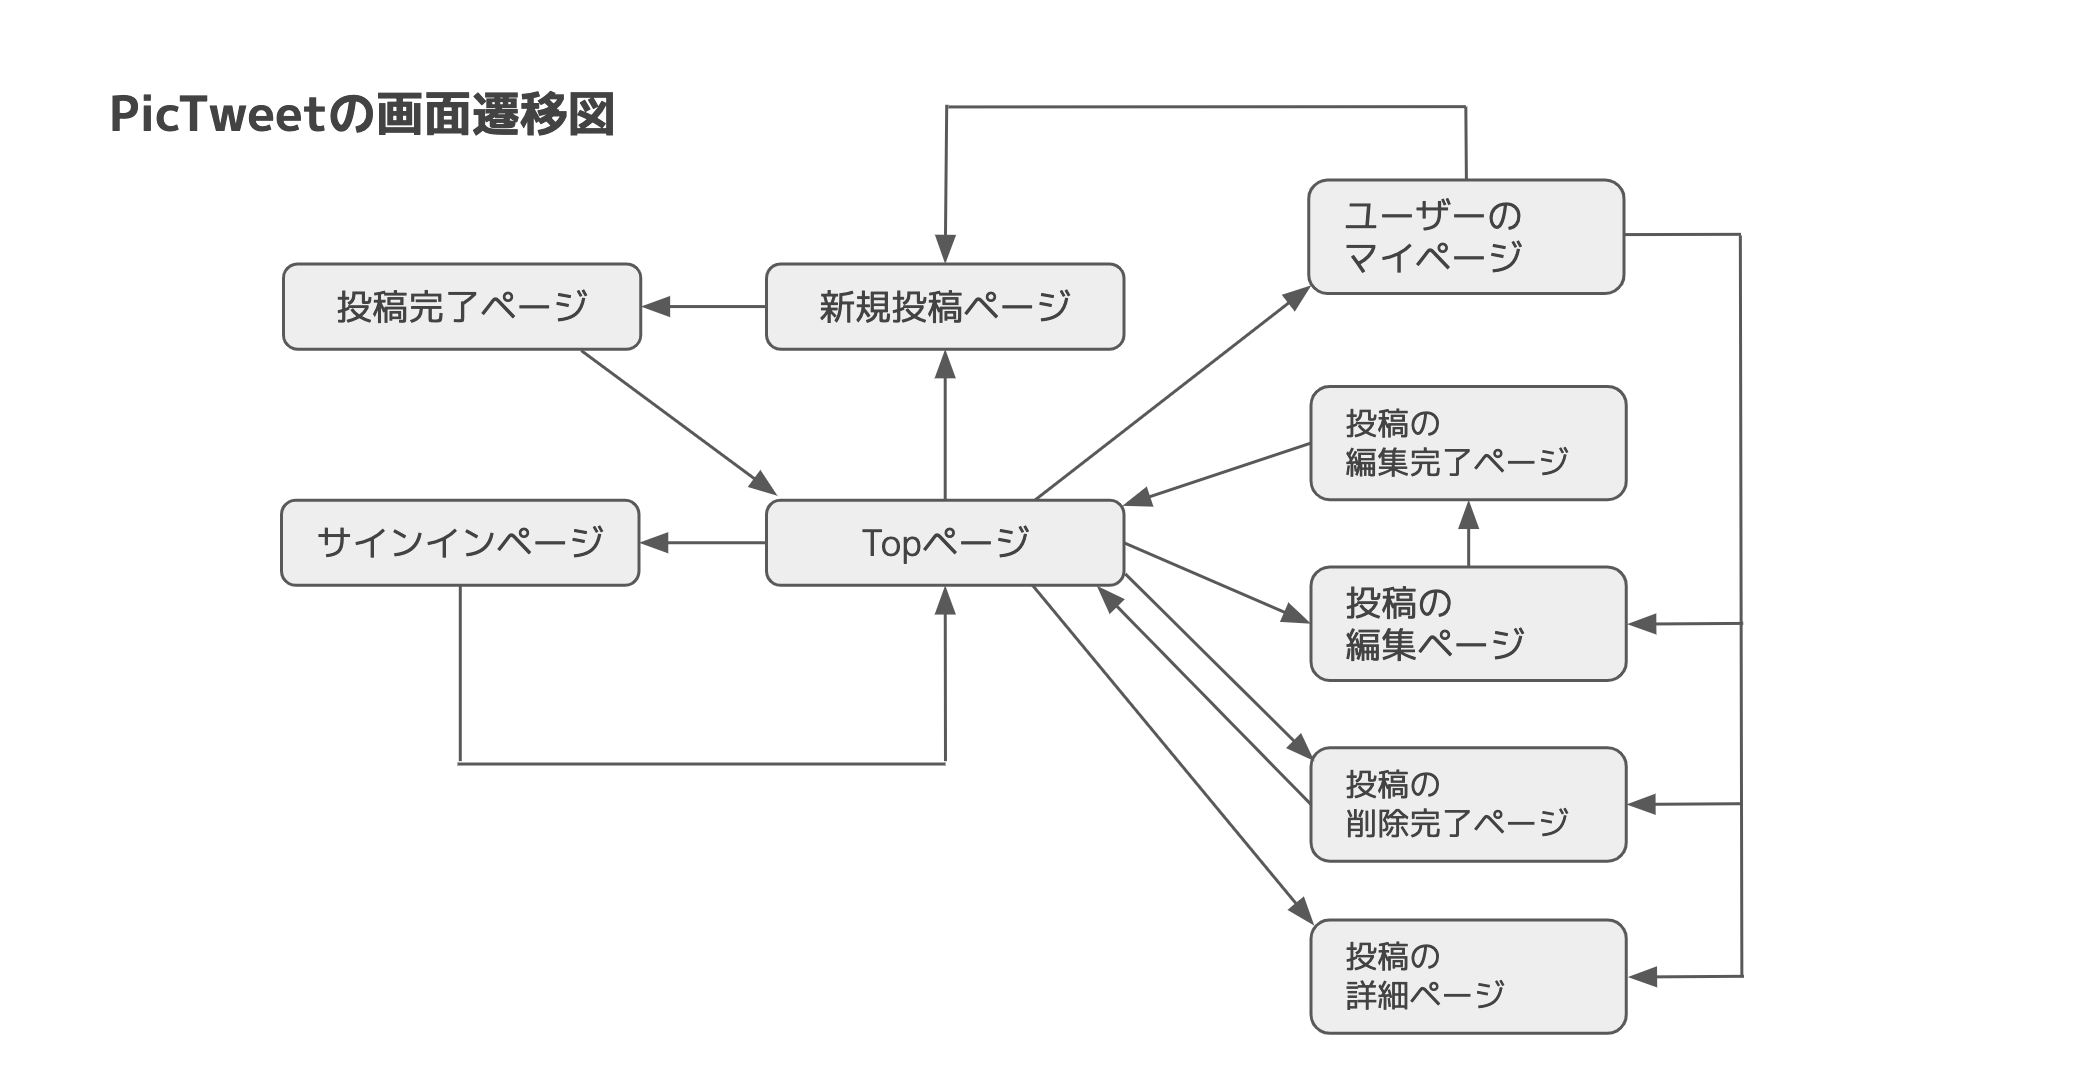 PicTweetの画面遷移図
ユーザーの
マイページ
投稿完了ページ
新規投稿ページ
投稿の
編集完了ページ
サインインページ
Topページ
投稿の
編集ページ
投稿の
削除完了ページ
投稿の
詳細ページ